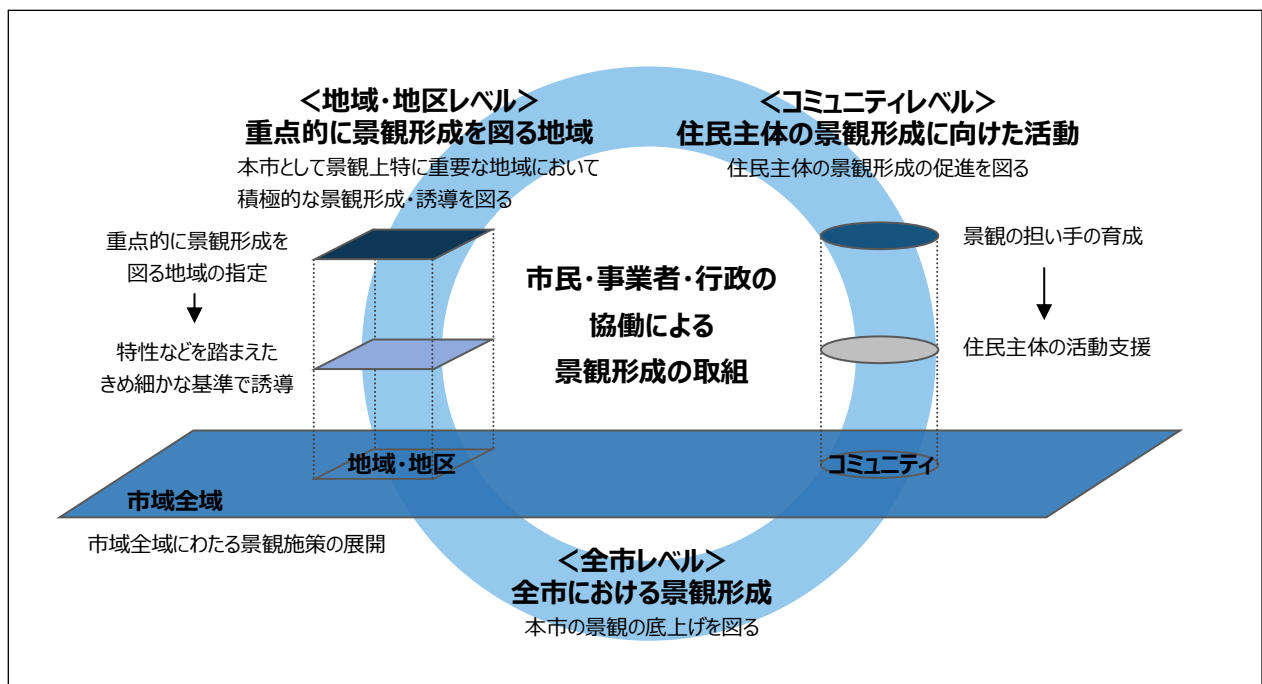 ＜地域・地区レベル＞
重点的に景観形成を図る地域
本市として景観上特に重要な地域において
積極的な景観形成・誘導を図る
＜コミュニティレベル＞
住民主体の景観形成に向けた活動
住民主体の景観形成の促進を図る
重点的に景観形成を
図る地域の指定
特性などを踏まえた
きめ細かな基準で誘導
市民・事業者・行政の
協働による
景観形成の取組
景観の担い手の育成
住民主体の活動支援
地域・地区
コミュニティ
市域全域
市域全域にわたる景観施策の展開
＜全市レベル＞
全市における景観形成
本市の景観の底上げを図る